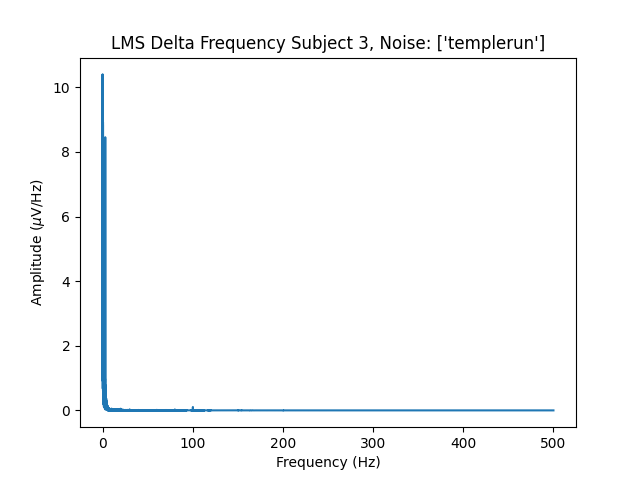 LMS Delta Frequency Subject 3, Noise: ['templerun']
10
8
6
4
2
0
Amplitude (μV/Hz)
0 100 200 300 400 500
Frequency (Hz)